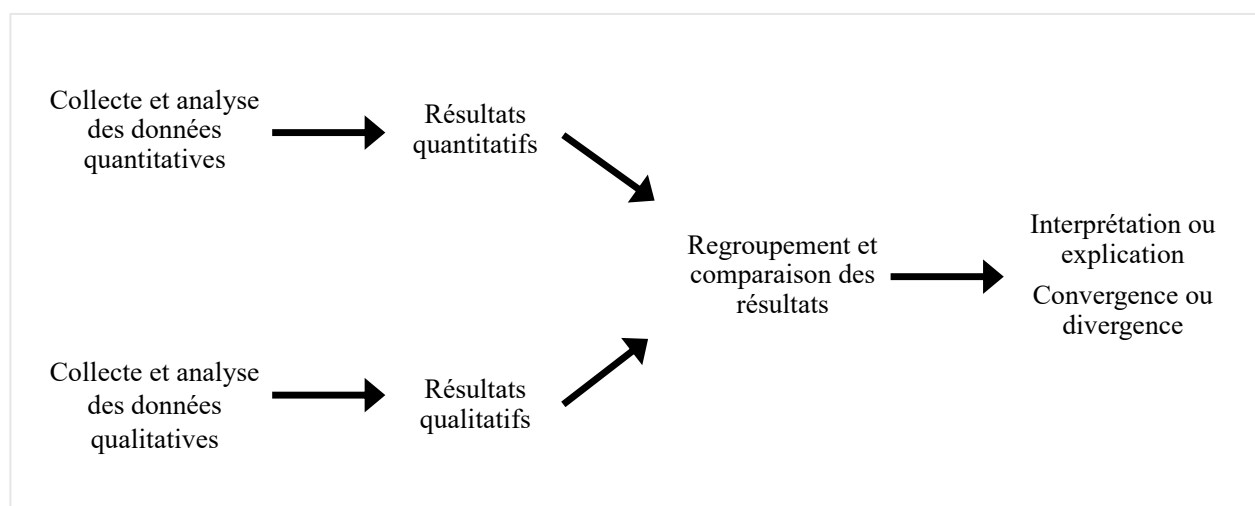 Collecte et analyse
des données
quantitatives
Résultats
quantitatifs
Regroupement et
comparaison des
résultats
Interprétation ou
explication
Convergence ou
divergence
Collecte et analyse
des données
qualitatives
Résultats
qualitatifs